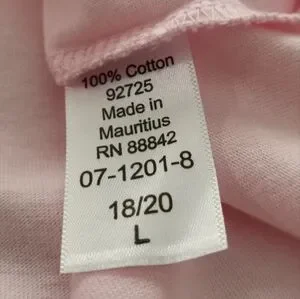 100% Cotton
92725
Made in
Mauritius
RN 88842
07-1201-8
18/20
L